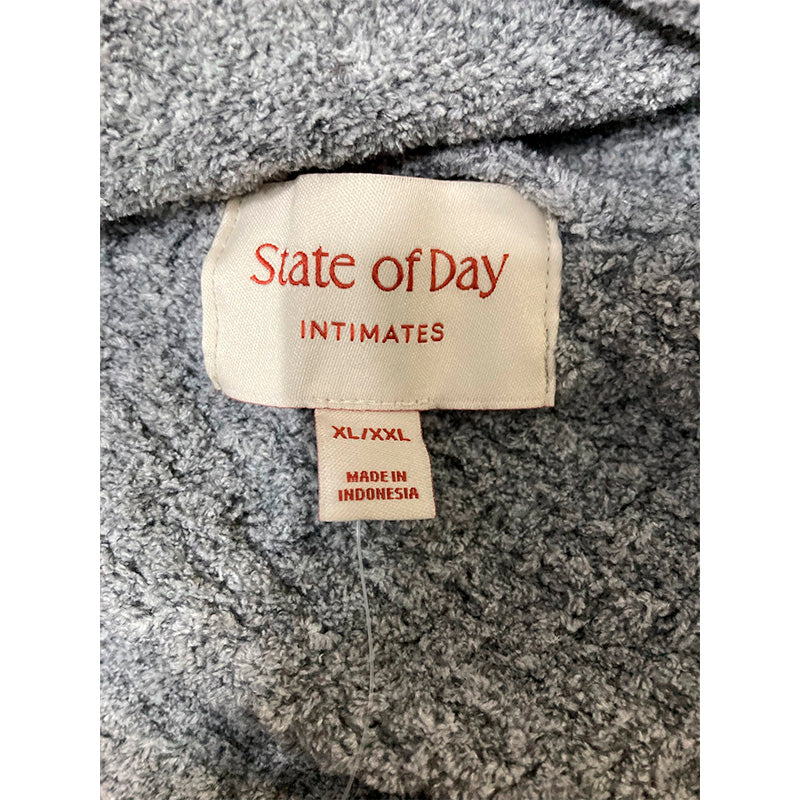 State of Day
INTIMATES
XL/XXL
MADE IN
INDONESIA